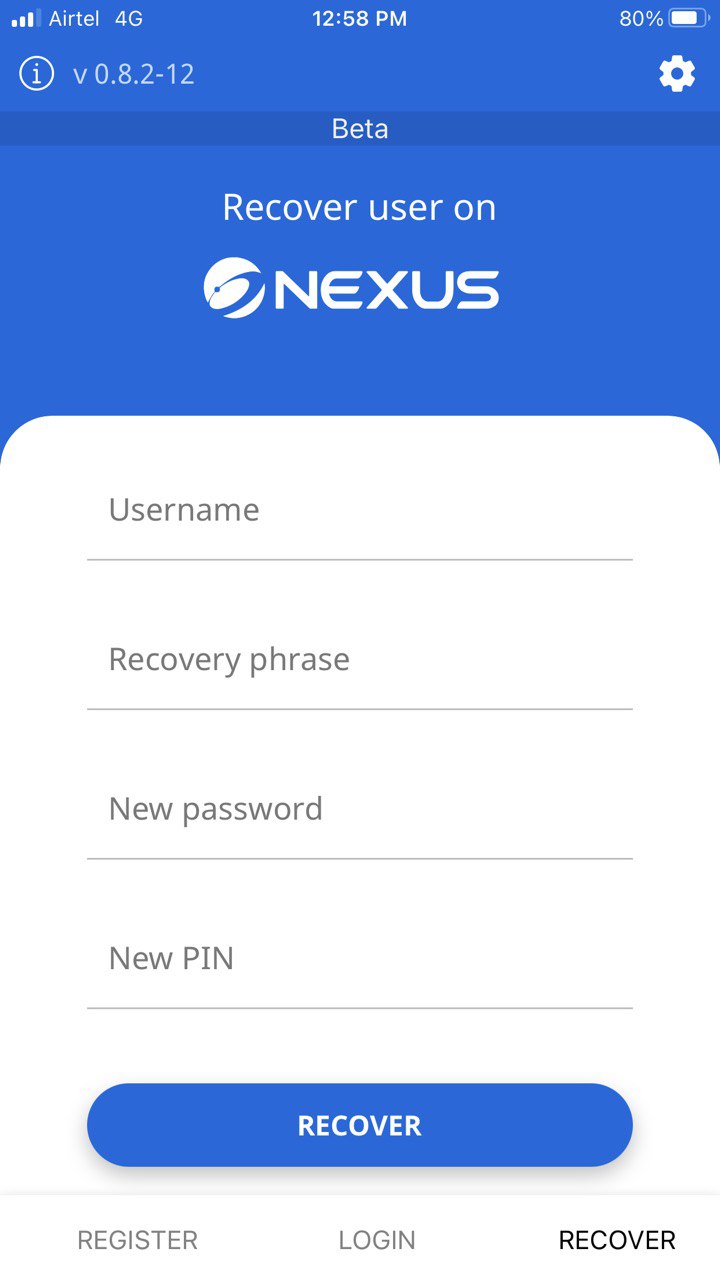 Airtel 4G 12:58 PM 80%
i v 0.8.2-12
Beta
Recover user on
NEXUS
Username
Recovery phrase
New password
New PIN
RECOVER
REGISTER LOGIN RECOVER